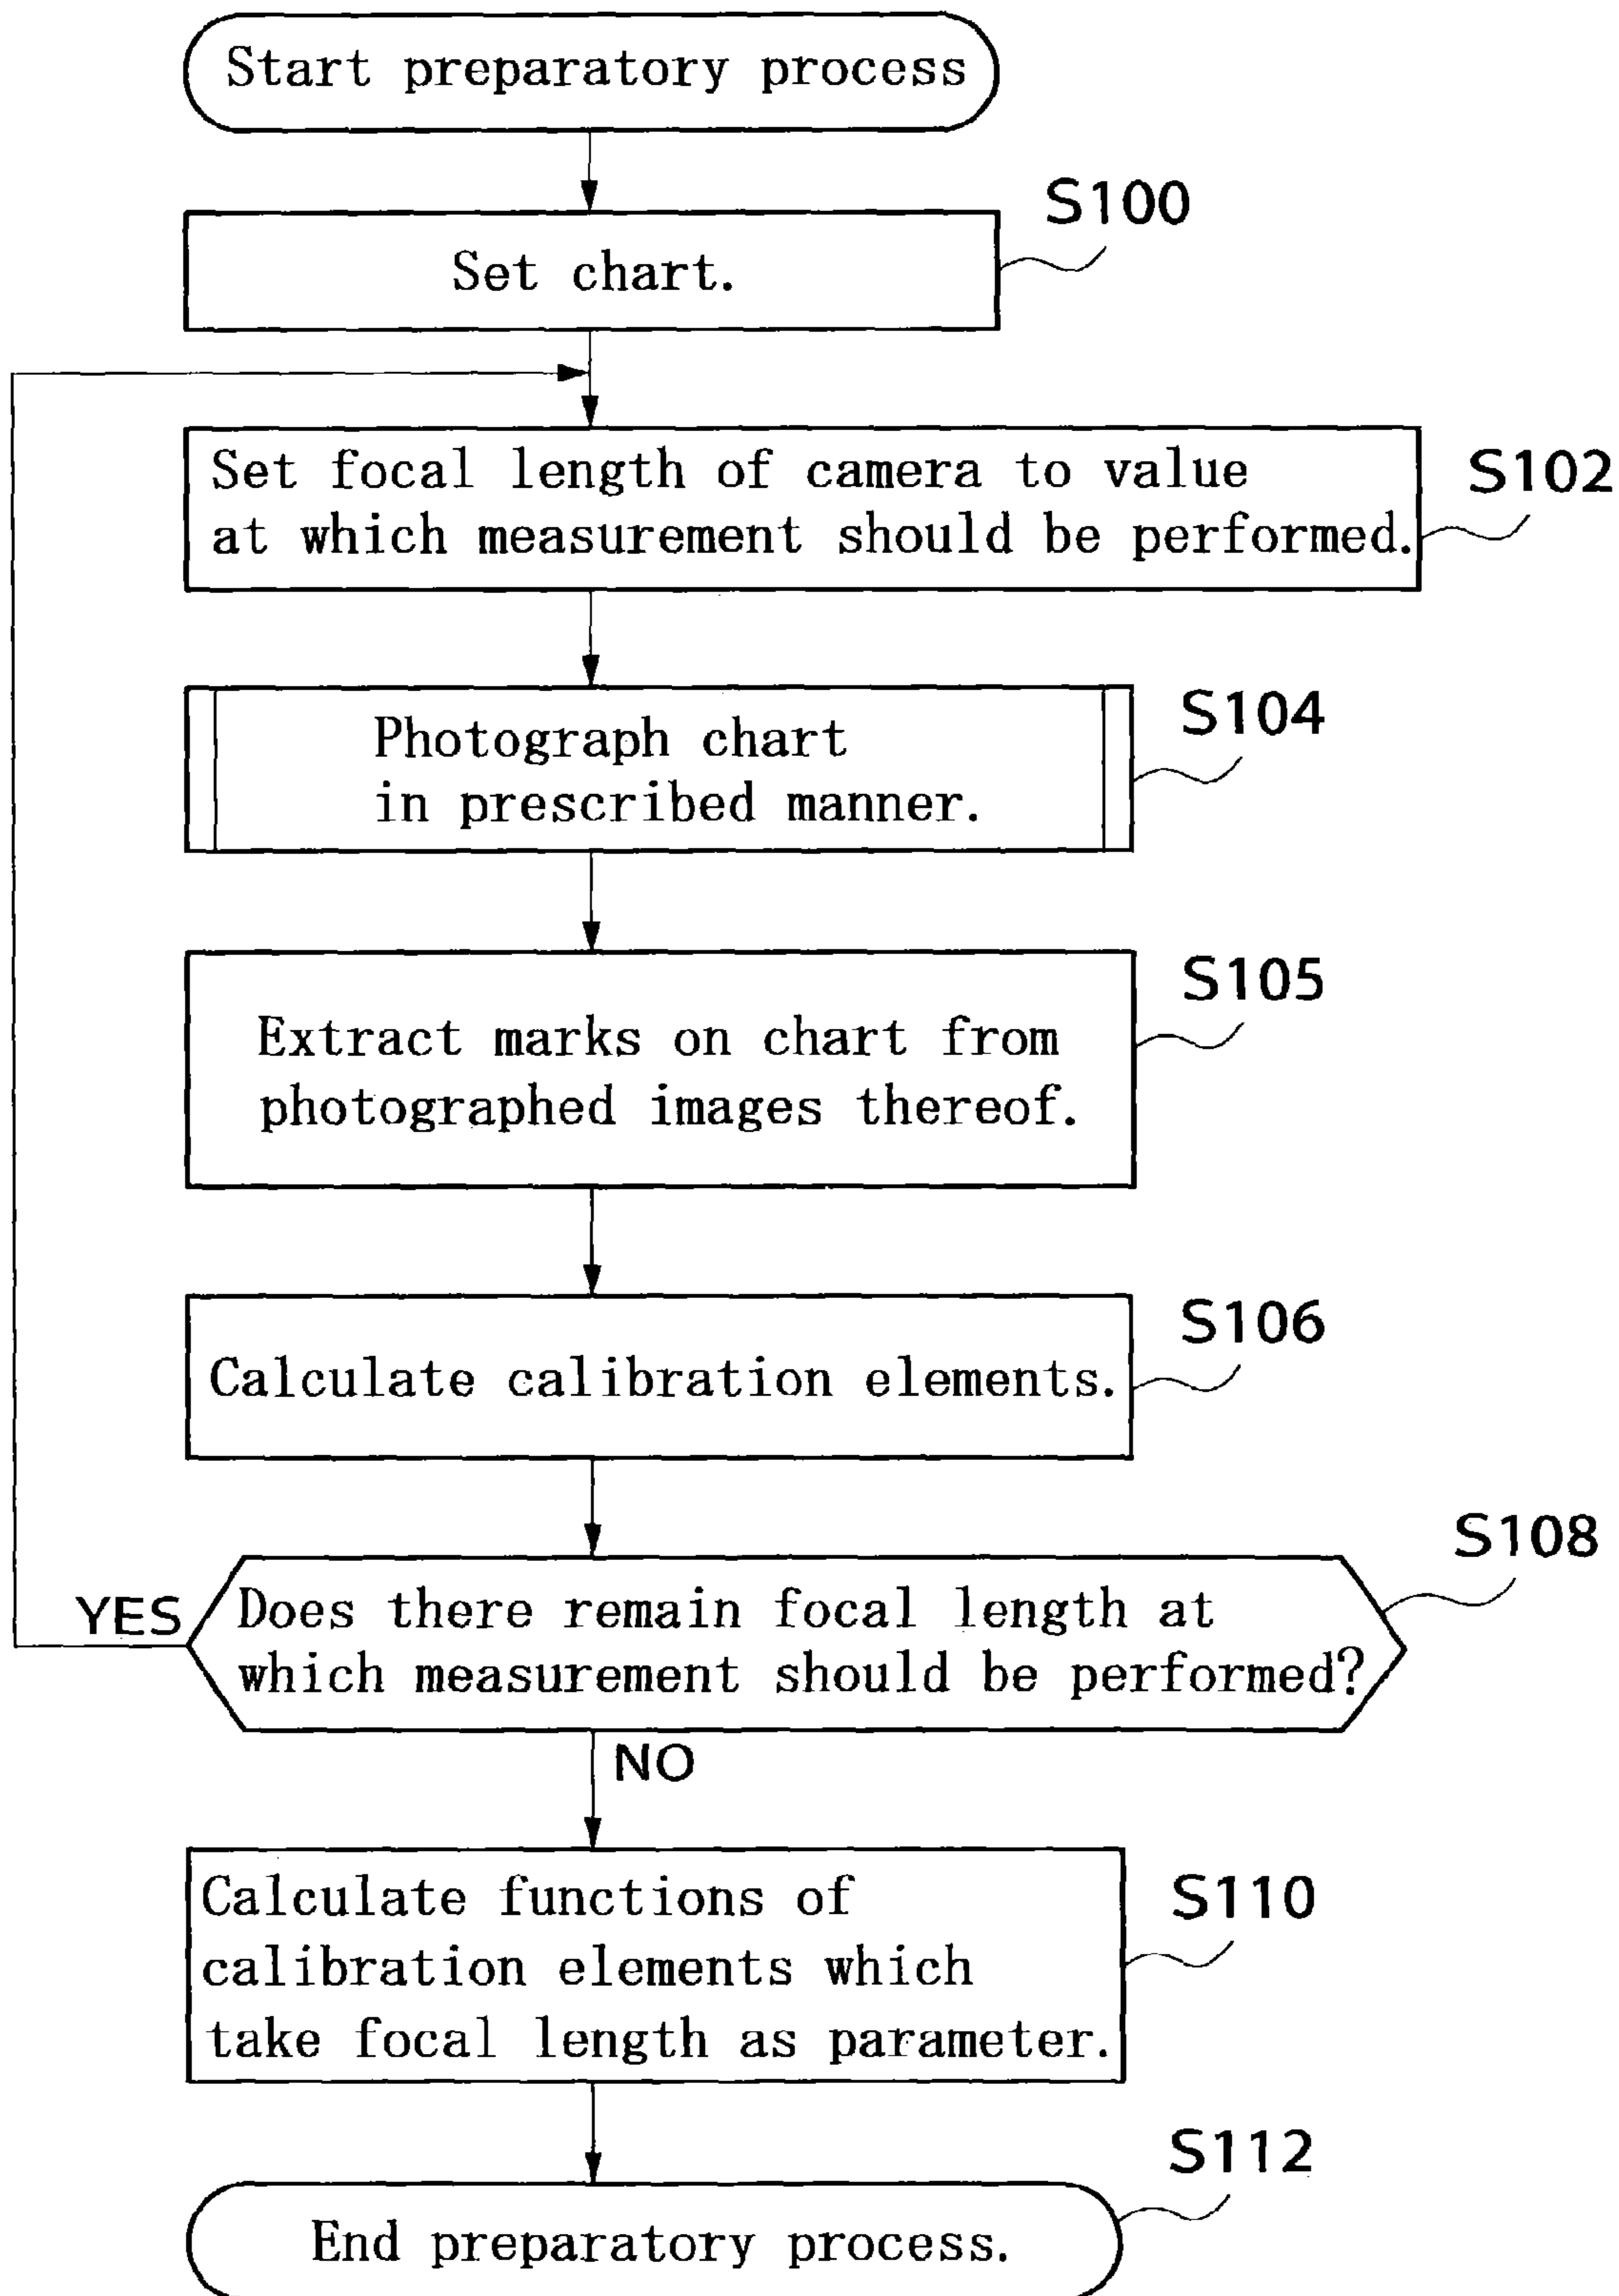 Start preparatory process
S100
Set chart.
S102
Set focal length of camera to value
at which measurement should be performed.
S104
Photograph chart
in prescribed manner.
S105
Extract marks on chart from
photographed images thereof.
S106
Calculate calibration elements.
S108
YES
Does there remain focal length at
which measurement should be performed?
NO
S110
Calculate functions of
calibration elements which
take focal length as parameter.
S112
End preparatory process.